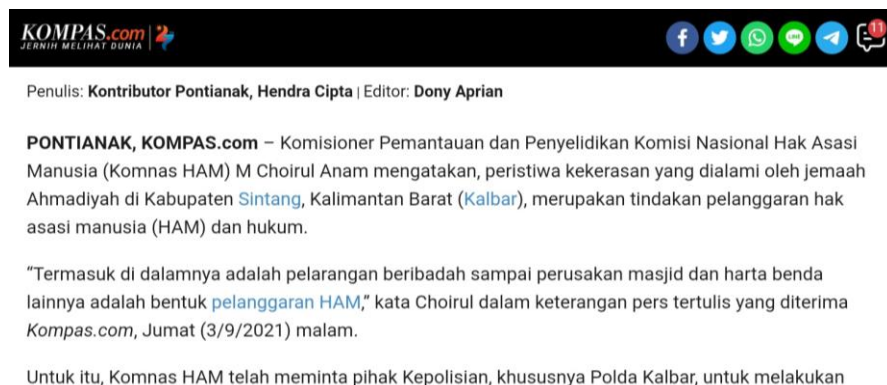 KOMPAS.com
JERNIH MELIHAT DUNIA
11
Penulis: Kontributor Pontianak, Hendra Cipta | Editor: Dony Aprian
PONTIANAK, KOMPAS.com – Komisioner Pemantauan dan Penyelidikan Komisi Nasional Hak Asasi
Manusia (Komnas HAM) M Choirul Anam mengatakan, peristiwa kekerasan yang dialami oleh jemaah
Ahmadiyah di Kabupaten Sintang, Kalimantan Barat (Kalbar), merupakan tindakan pelanggaran hak
asasi manusia (HAM) dan hukum.
“Termasuk di dalamnya adalah pelarangan beribadah sampai perusakan masjid dan harta benda
lainnya adalah bentuk pelanggaran HAM,” kata Choirul dalam keterangan pers tertulis yang diterima
Kompas.com, Jumat (3/9/2021) malam.
Untuk itu, Komnas HAM telah meminta pihak Kepolisian, khususnya Polda Kalbar, untuk melakukan